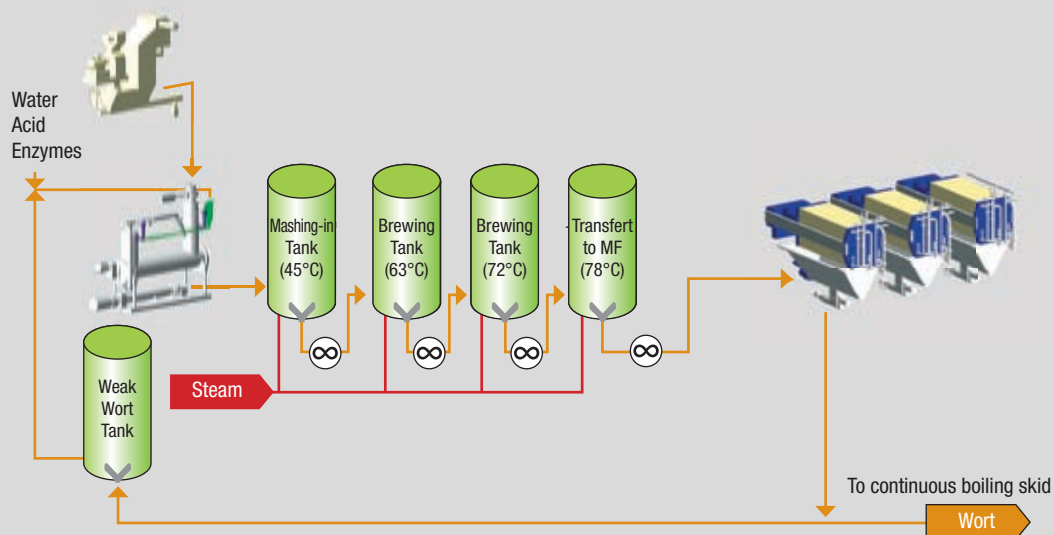 Water
Acid
Enzymes
Mashing-in
Tank
(45°C)
Brewing
Tank
(63°C)
Brewing
Tank
(72°C)
-Transfert
to MF
(78°C)
Weak
Wort
Tank
Steam
To continuous boiling skid
Wort